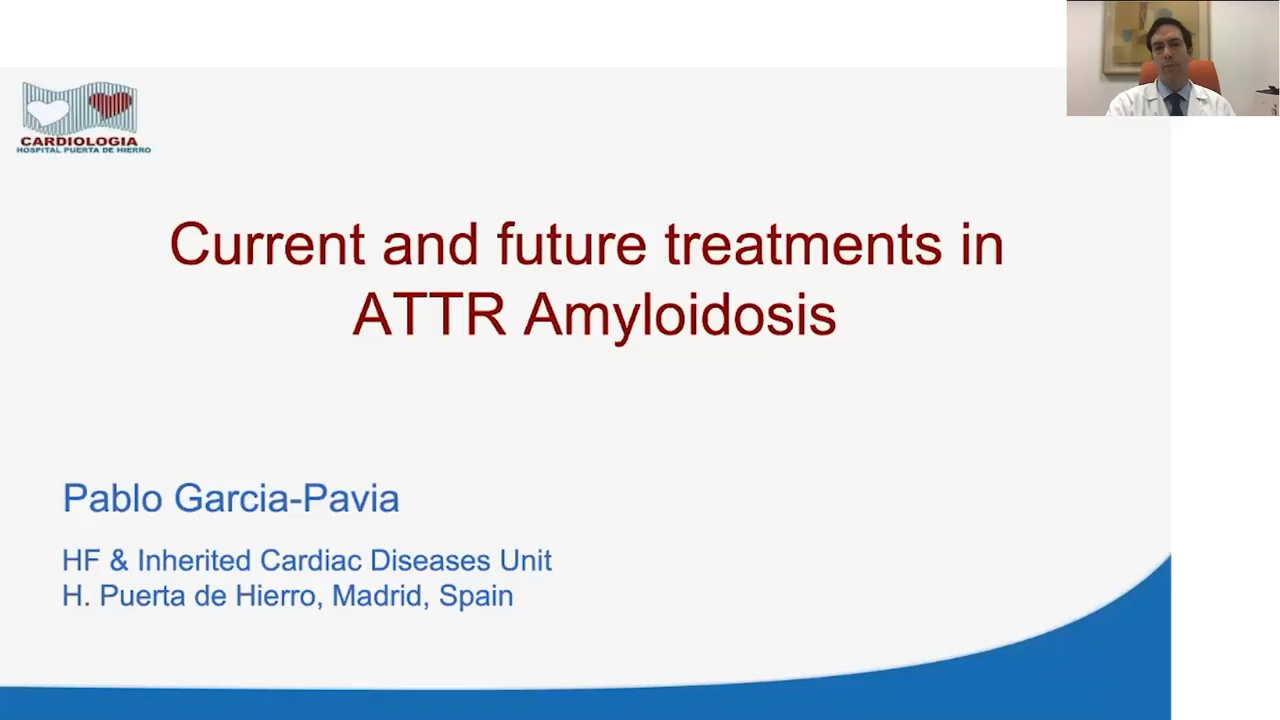 CARDIOLOGIA
HOSPITAL PUERTA DE HIERRO
Current and future treatments in
ATTR Amyloidosis
Pablo Garcia-Pavia
HF & Inherited Cardiac Diseases Unit
H. Puerta de Hierro, Madrid, Spain